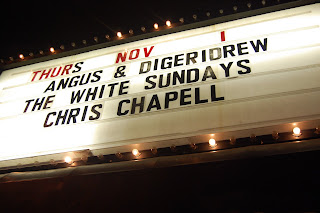 THURS NOV 1
ANGUS & DIGERIDREW
THE WHITE SUNDAYS
CHRIS CHAPELL